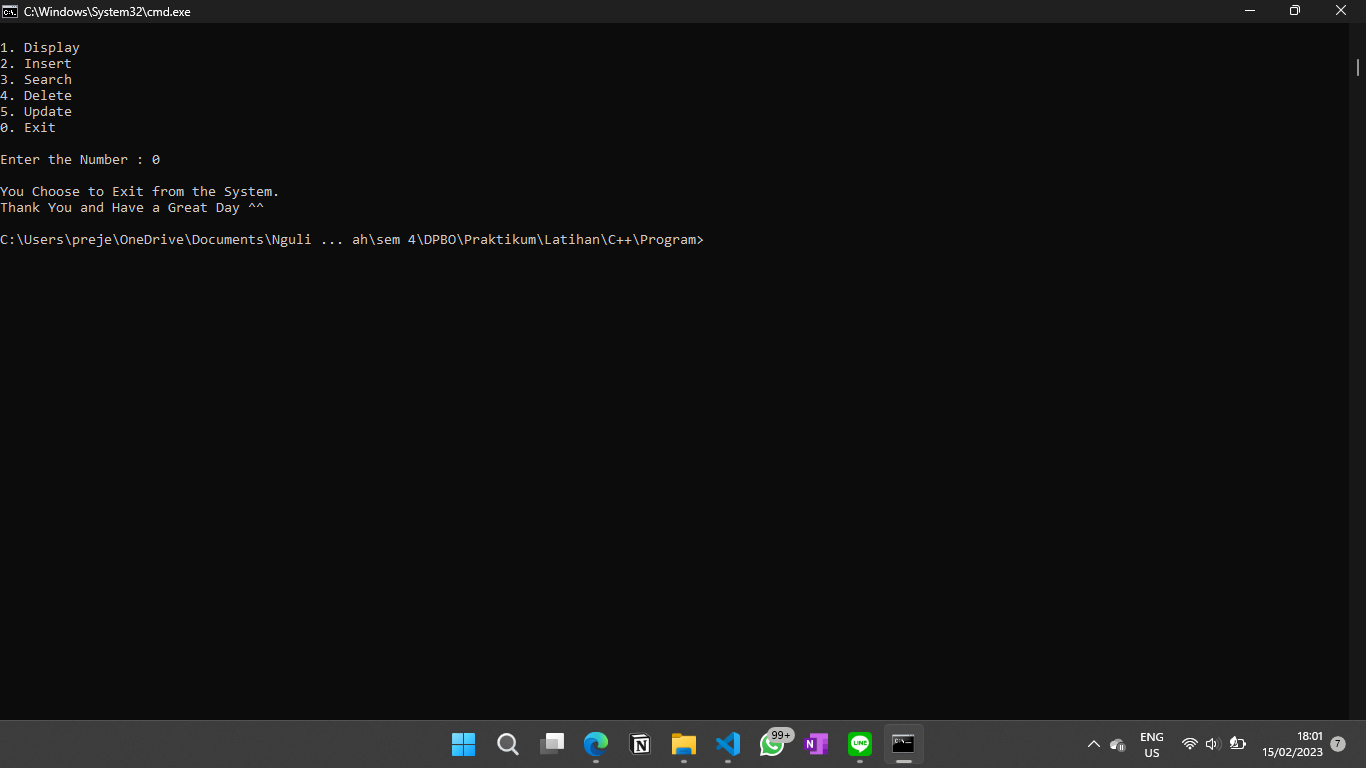 C:\Windows\System32\cmd.exe
1. Display
2. Insert
3. Search
4. Delete
5. Update
0. Exit
Enter the Number : 0
You Choose to Exit from the System.
Thank You and Have a Great Day ^^
C:\Users\preje\OneDrive\Documents\Nguli ... ah\sem 4\DPBO\Praktikum\Latihan\C++\Program>
99+
N
LINE
ENG
US
18:01
15/02/2023
7